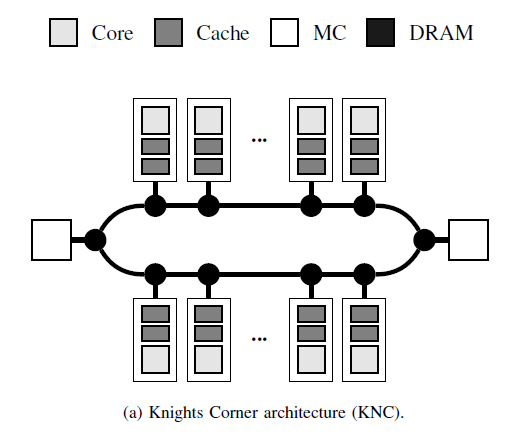 Core Cache MC DRAM
...
...
(a) Knights Corner architecture (KNC).